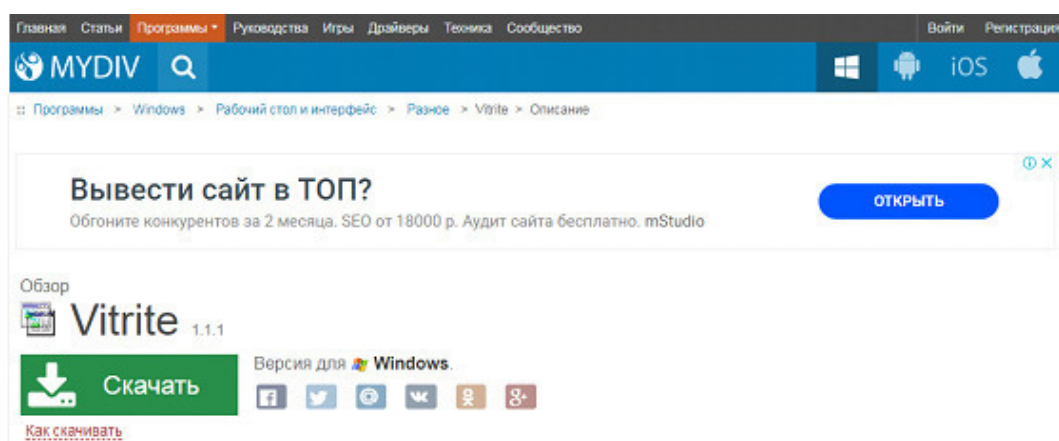 Главная Статьи Программы Руководства Игры Драйверы Техника Сообщество Войти Регистрация
MYDIV iOS
:: Программы > Windows > Рабочий стол и интерфейс > Разное > Vitrite > Описание
Вывести сайт в ТОП?
Обгоните конкурентов за 2 месяца. SEO от 18000 р. Аудит сайта бесплатно. mStudio
ОТКРЫТЬ
Обзор
Vitrite 1.1.1
Скачать
Версия для Windows.
Как скачивать